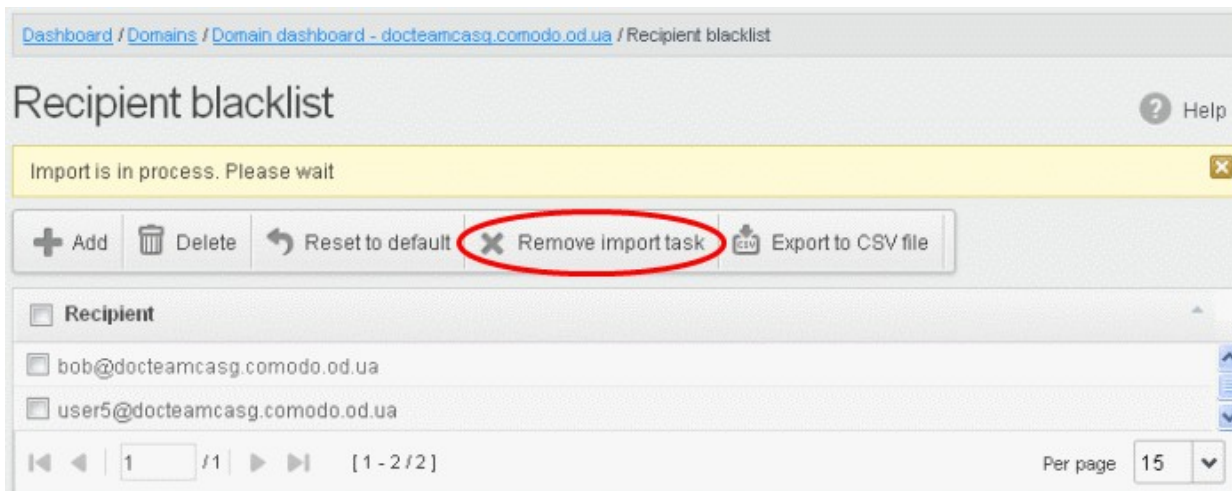 Dashboard / Domains / Domain dashboard - docteamcasg.comodo.od.ua / Recipient blacklist
Recipient blacklist
? Help
Import is in process. Please wait
Add Delete Reset to default Remove import task CSV Export to CSV file
Recipient
bob@docteamcasg.comodo.od.ua
user5@docteamcasg.comodo.od.ua
1 /1 [1-2/2] Per page 15